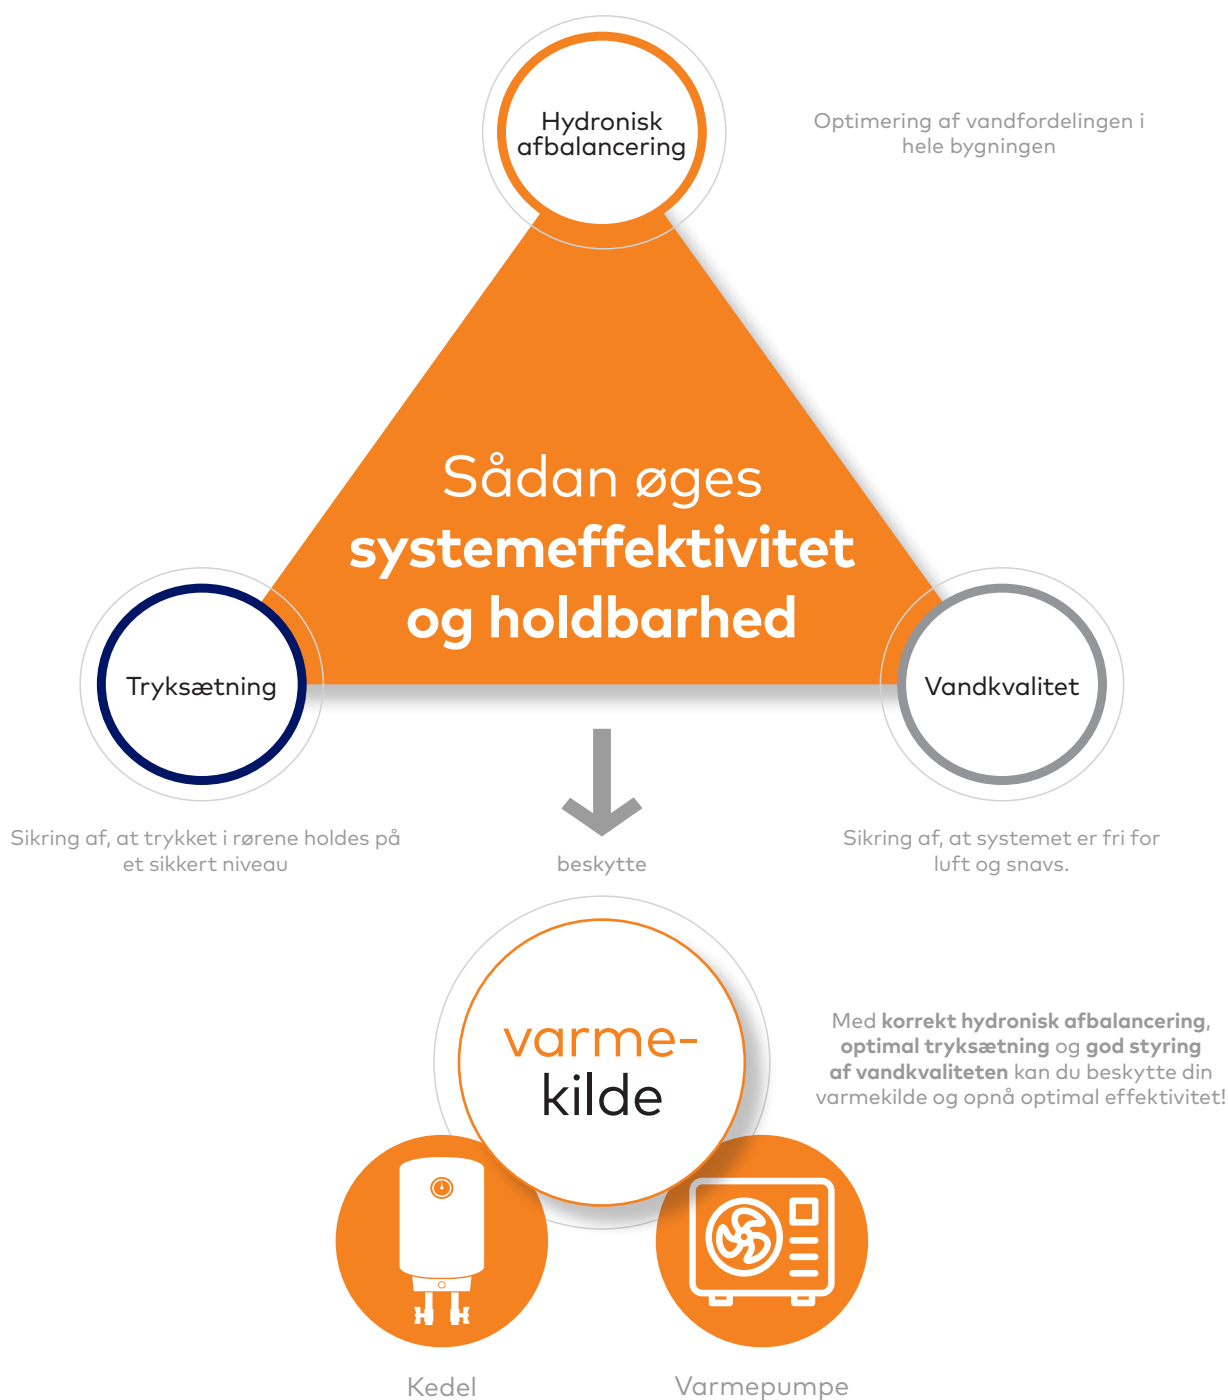 Hydronisk
afbalancering
Optimering af vandfordelingen i
hele bygningen
Sådan øges
systemeffektivitet
og holdbarhed
Tryksætning
Vandkvalitet
Sikring af, at trykket i rørene holdes på
et sikkert niveau
beskytte
Sikring af, at systemet er fri for
luft og snavs.
varme-
kilde
Med korrekt hydronisk afbalancering,
optimal tryksætning og god styring
af vandkvaliteten kan du beskytte din
varmekilde og opnå optimal effektivitet!
Kedel
Varmepumpe